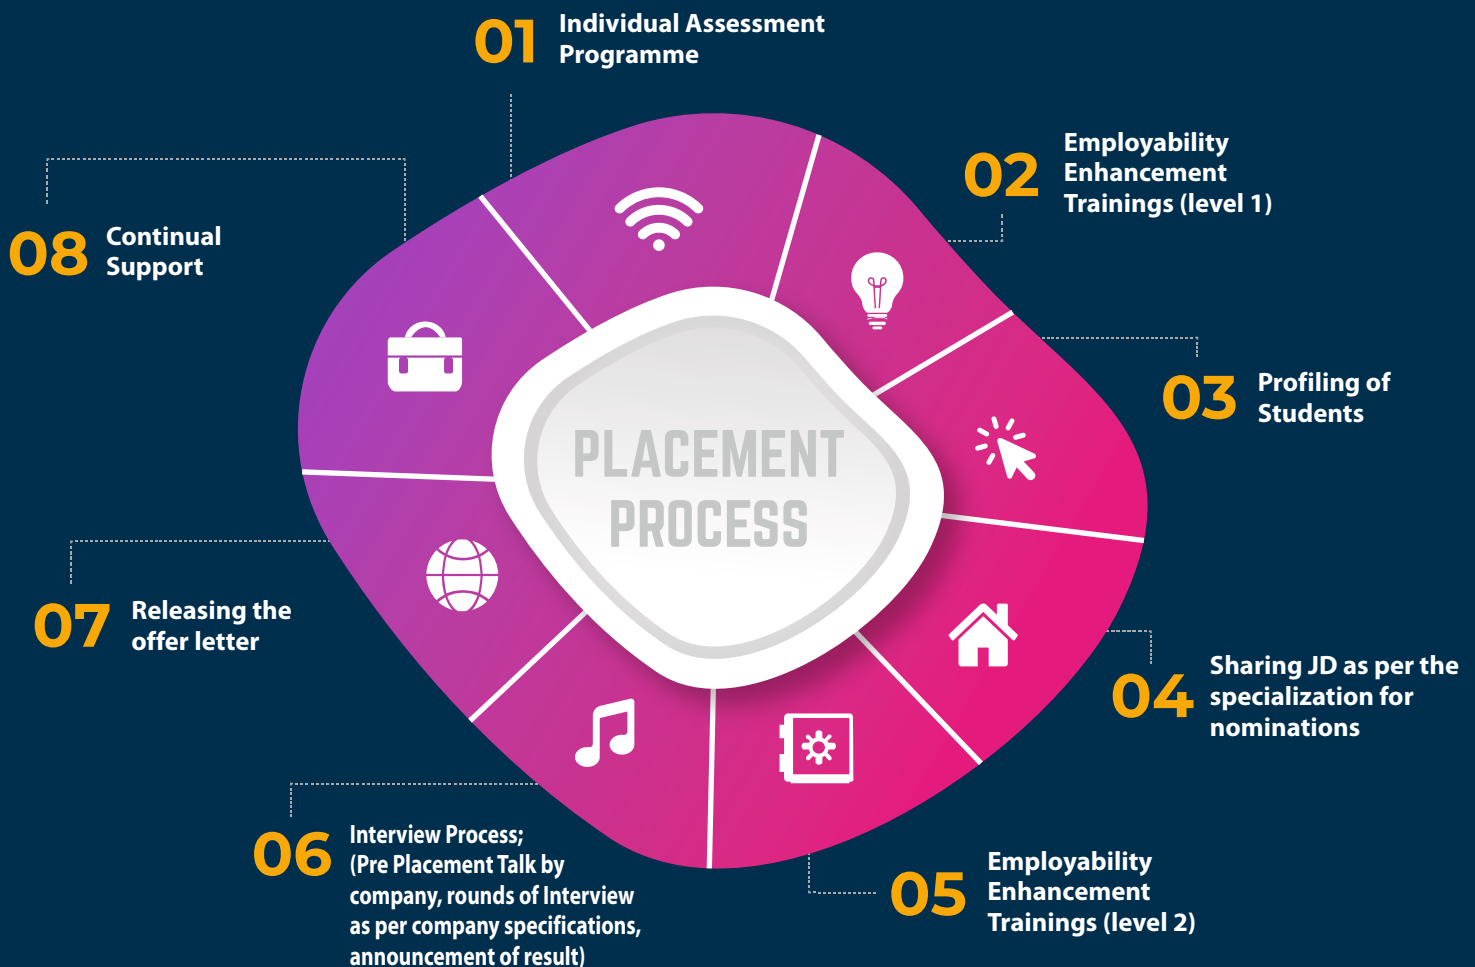 01
Individual Assessment
Programme
02
Employability
Enhancement
Trainings (level 1)
03
Profiling of
Students
04
Sharing JD as per the
specialization for
nominations
05
Employability
Enhancement
Trainings (level 2)
06
Interview Process;
(Pre Placement Talk by
company, rounds of Interview
as per company specifications,
announcement of result)
07
Releasing the
offer letter
08
Continual
Support
PLACEMENT
PROCESS